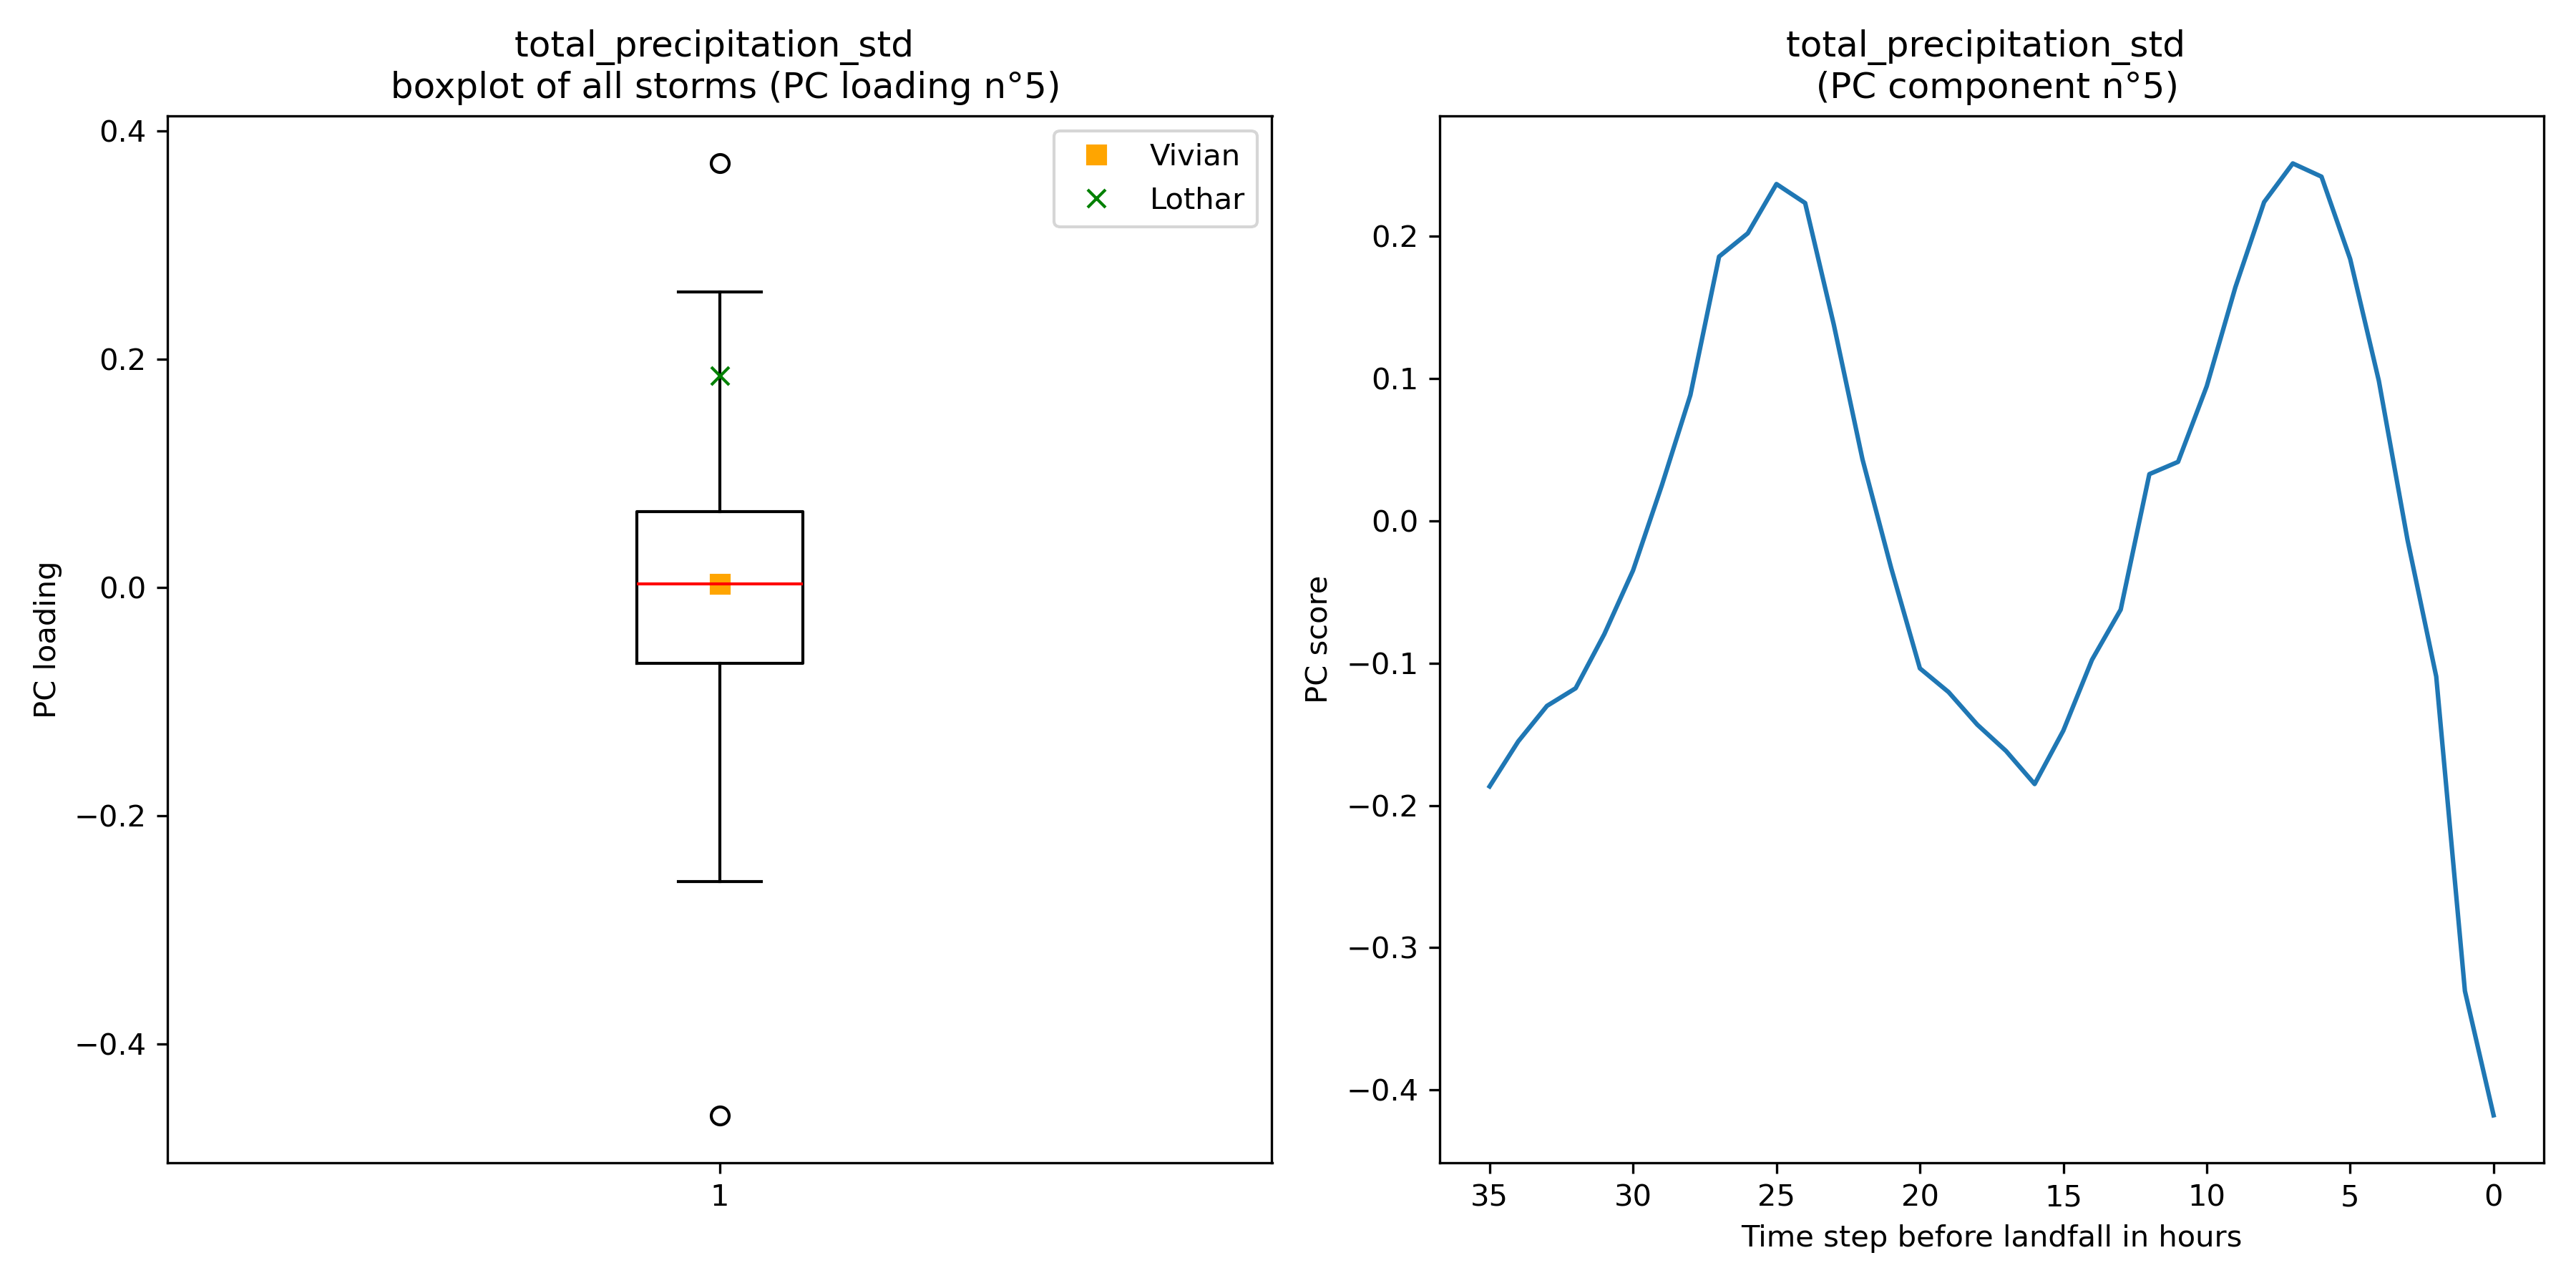 total_precipitation_std
boxplot of all storms (PC loading n°5)
PC loading
0.4
0.2
0.0
−0.2
−0.4
1
Vivian
Lothar
total_precipitation_std
(PC component n°5)
PC score
0.2
0.1
0.0
−0.1
−0.2
−0.3
−0.4
35 30 25 20 15 10 5 0
Time step before landfall in hours